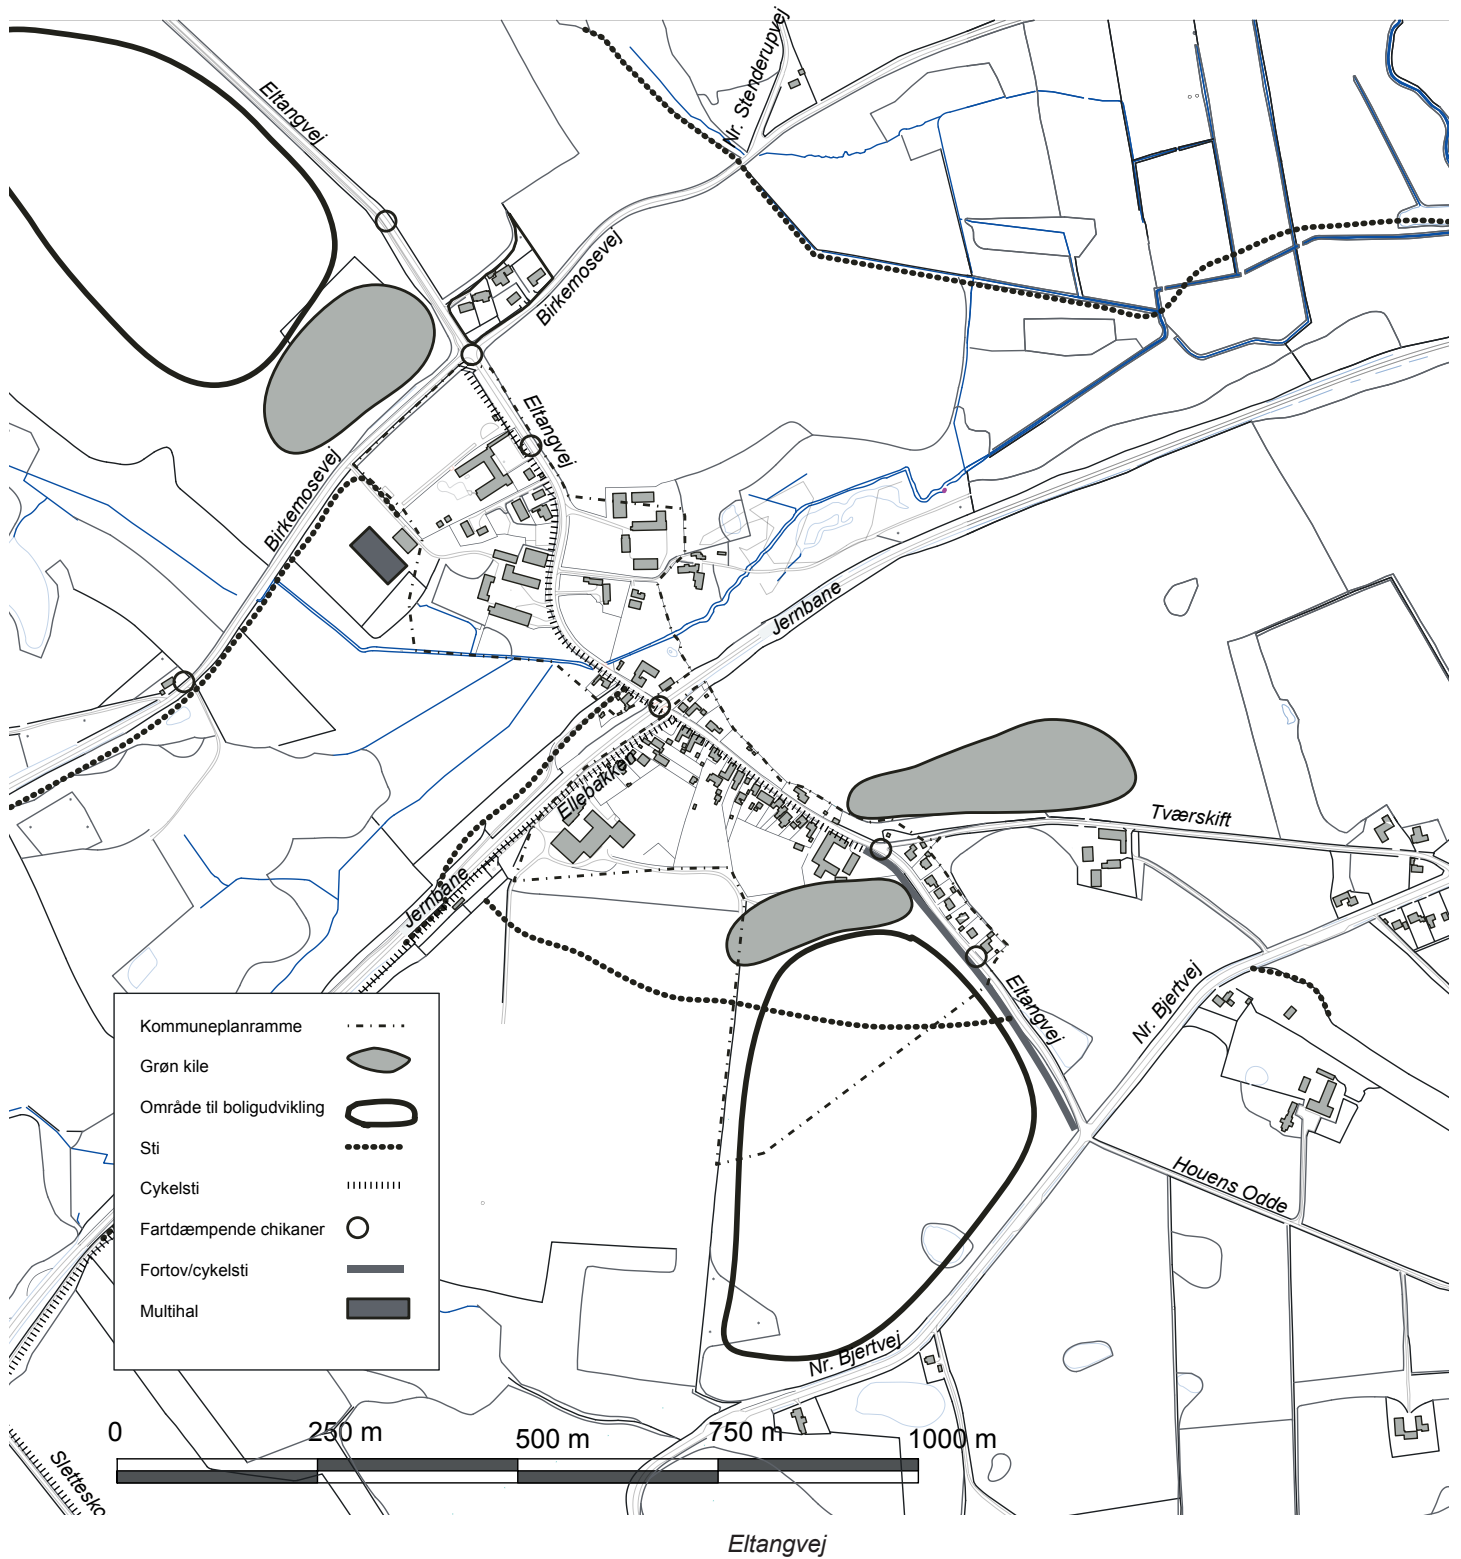 Eltangvej
Nr. Stenderupvej
Birkemosevej
Eltangvej
Birkemosevej
Jernbane
Ellebakken
Tværskift
Jernbane
Eltangvej
Nr. Bjertvej
Houens Odde
Nr. Bjertvej
Kommuneplanramme
Grøn kile
Område til boligudvikling
Sti
Cykelsti
Fartdæmpende chikaner
Fortov/cykelsti
Multihal
0 250 m 500 m 750 m 1000 m
Slettesko
Eltangvej